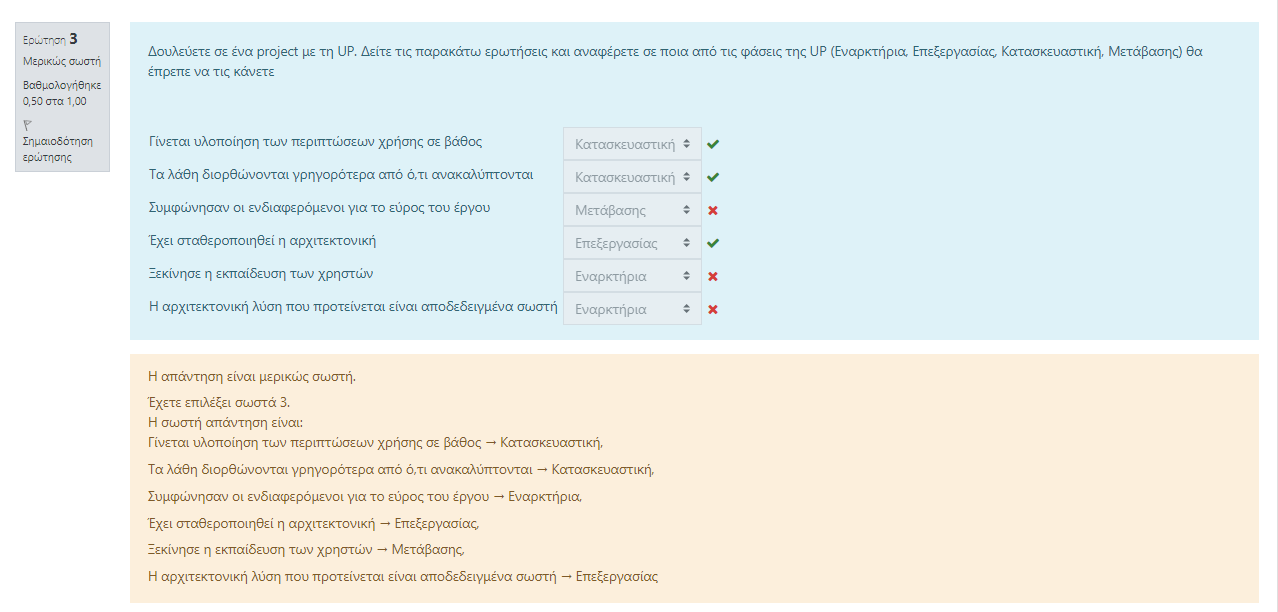 Ερώτηση 3
Μερικώς σωστή
Βαθμολογήθηκε
0,50 στα 1,00
Σημαιοδότηση
ερώτησης
Δουλεύετε σε ένα project με τη UP. Δείτε τις παρακάτω ερωτήσεις και αναφέρετε σε ποια από τις φάσεις της UP (Εναρκτήρια, Επεξεργασίας, Κατασκευαστική, Μετάβασης) θα
έπρεπε να τις κάνετε
Γίνεται υλοποίηση των περιπτώσεων χρήσης σε βάθος Κατασκευαστική
Τα λάθη διορθώνονται γρηγορότερα από ό,τι ανακαλύπτονται Κατασκευαστική
Συμφώνησαν οι ενδιαφερόμενοι για το εύρος του έργου Μετάβασης
Έχει σταθεροποιηθεί η αρχιτεκτονική Επεξεργασίας
Ξεκίνησε η εκπαίδευση των χρηστών Εναρκτήρια
Η αρχιτεκτονική λύση που προτείνεται είναι αποδεδειγμένα σωστή Εναρκτήρια
Η απάντηση είναι μερικώς σωστή.
Έχετε επιλέξει σωστά 3.
Η σωστή απάντηση είναι:
Γίνεται υλοποίηση των περιπτώσεων χρήσης σε βάθος → Κατασκευαστική,
Τα λάθη διορθώνονται γρηγορότερα από ό,τι ανακαλύπτονται → Κατασκευαστική,
Συμφώνησαν οι ενδιαφερόμενοι για το εύρος του έργου → Εναρκτήρια,
Έχει σταθεροποιηθεί η αρχιτεκτονική → Επεξεργασίας,
Ξεκίνησε η εκπαίδευση των χρηστών → Μετάβασης,
Η αρχιτεκτονική λύση που προτείνεται είναι αποδεδειγμένα σωστή → Επεξεργασίας